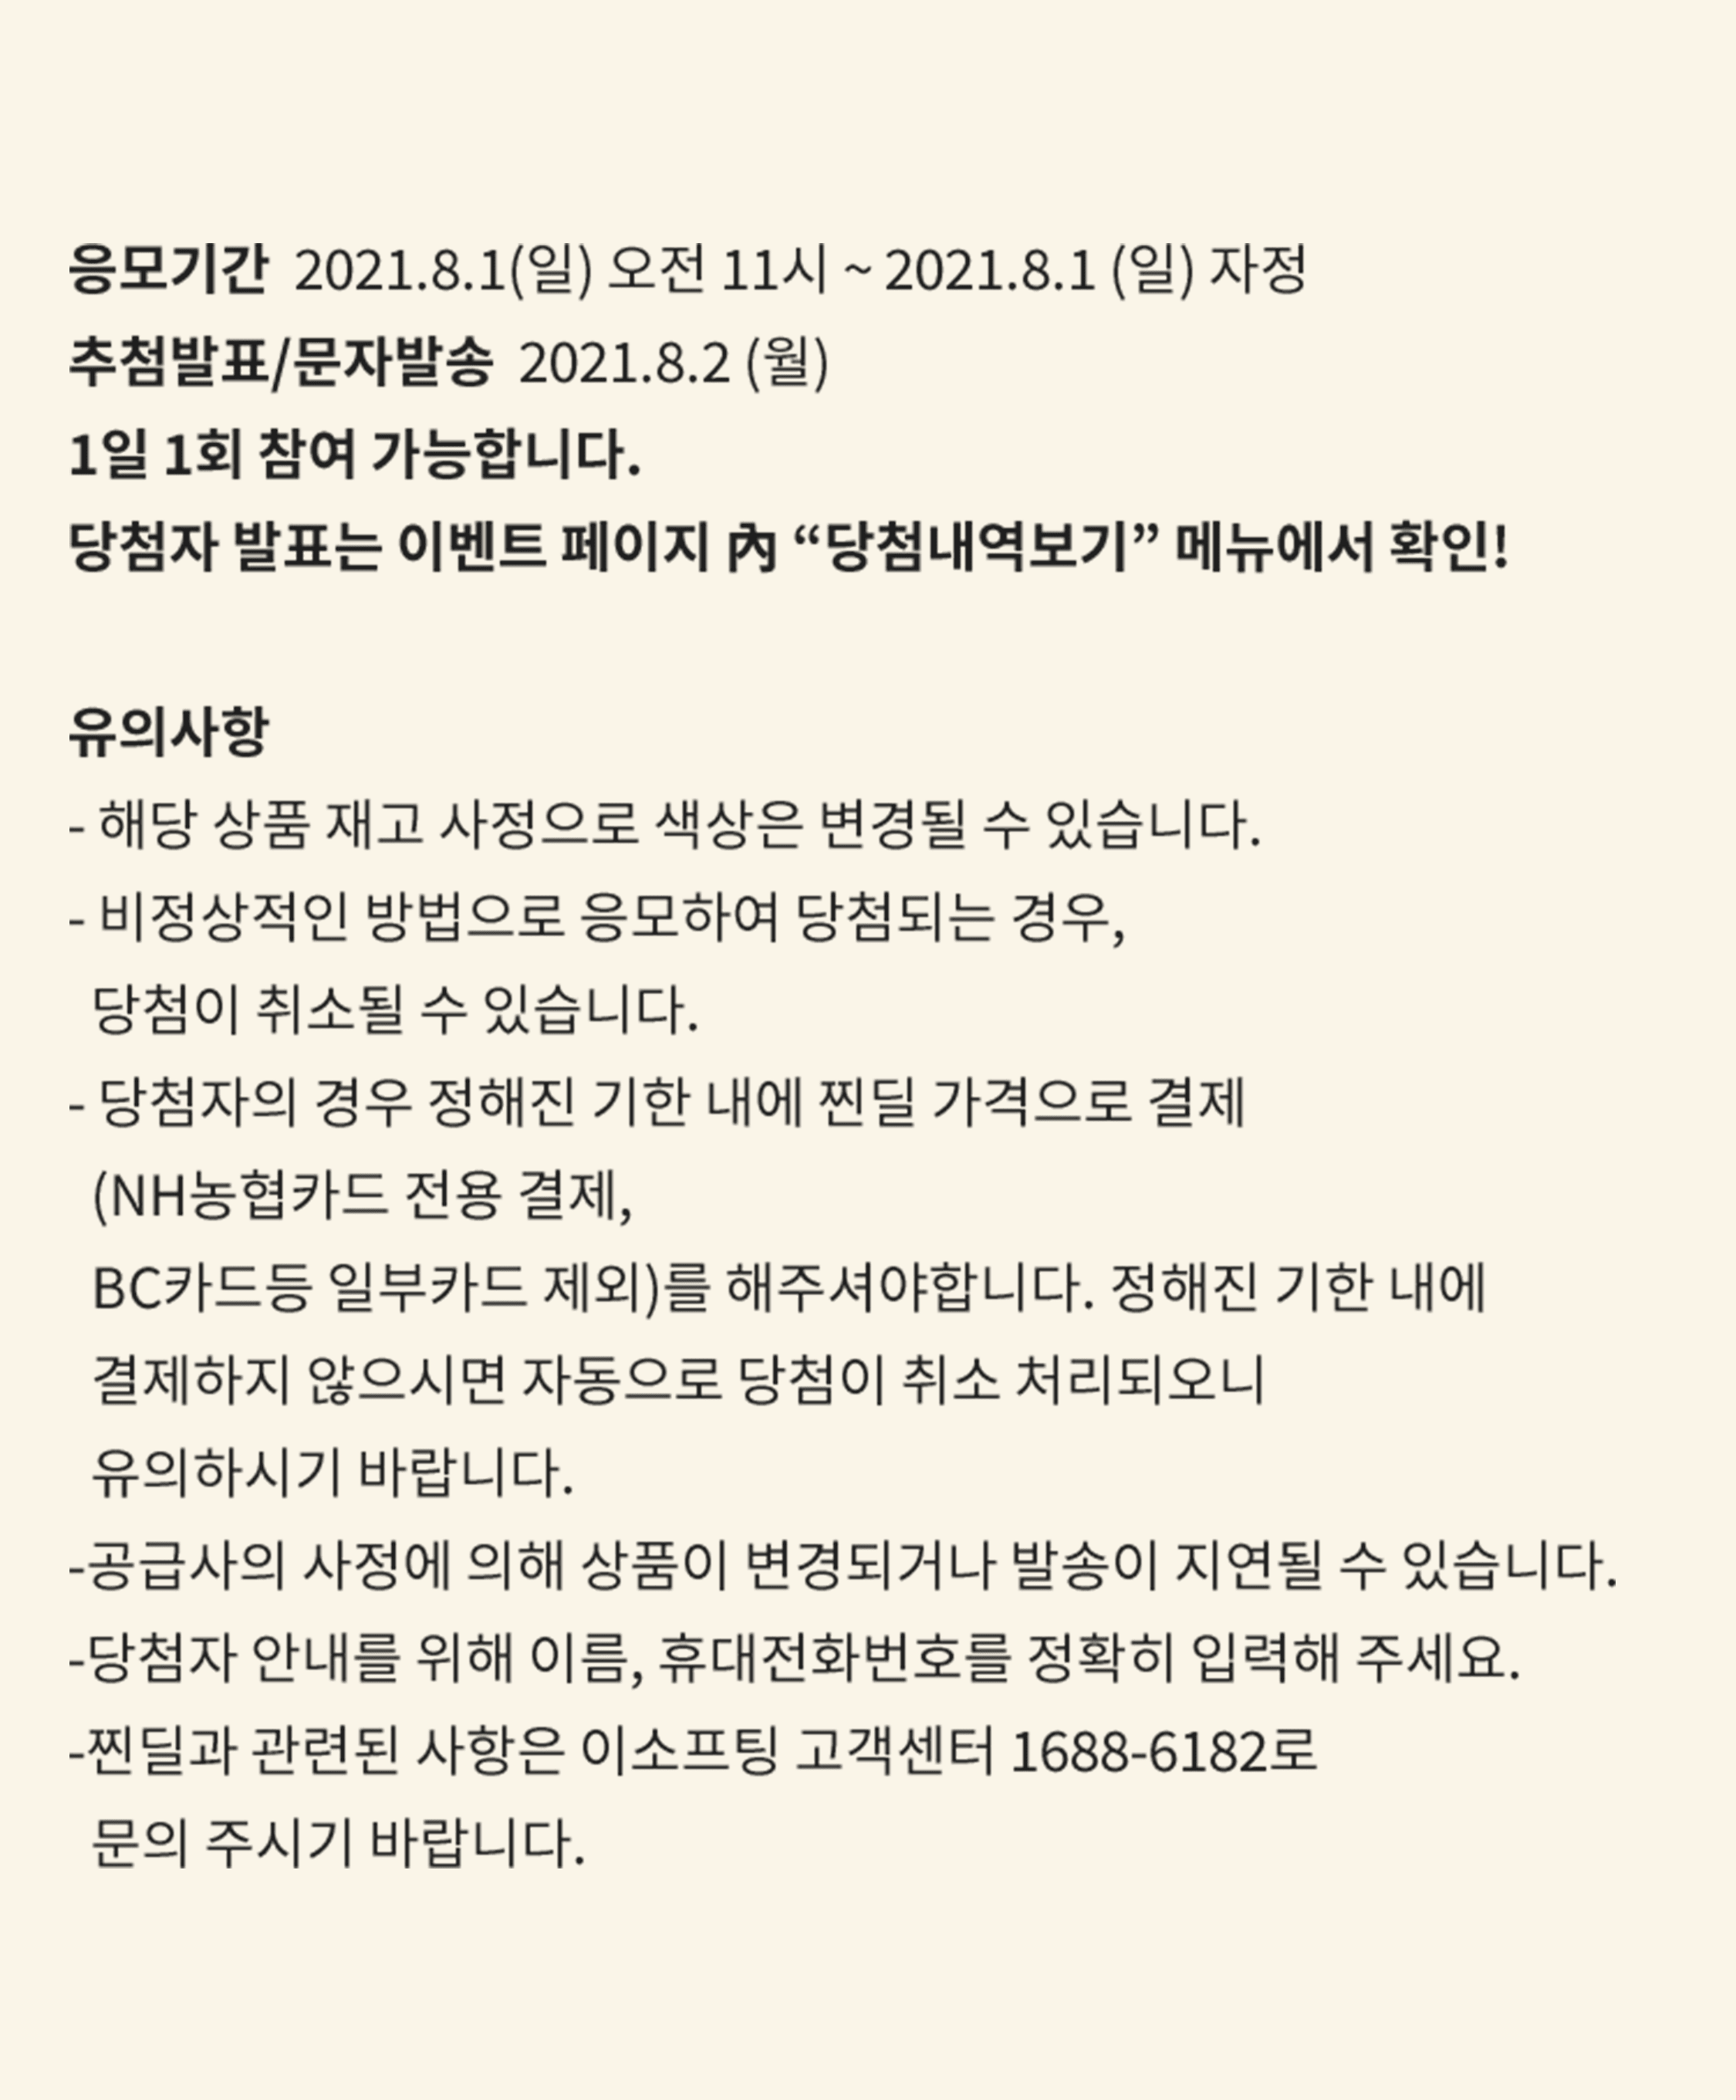 응모기간 2021.8.1(일) 오전 11시 ~ 2021.8.1 (일) 자정
추첨발표/문자발송 2021.8.2 (월)
1일 1회 참여 가능합니다.
당첨자 발표는 이벤트 페이지 內 “당첨내역보기” 메뉴에서 확인!
유의사항
- 해당 상품 재고 사정으로 색상은 변경될 수 있습니다.
- 비정상적인 방법으로 응모하여 당첨되는 경우,
당첨이 취소될 수 있습니다.
- 당첨자의 경우 정해진 기한 내에 찐딜 가격으로 결제
(NH농협카드 전용 결제,
BC카드등 일부카드 제외)를 해주셔야합니다. 정해진 기한 내에
결제하지 않으시면 자동으로 당첨이 취소 처리되오니
유의하시기 바랍니다.
-공급사의 사정에 의해 상품이 변경되거나 발송이 지연될 수 있습니다.
-당첨자 안내를 위해 이름, 휴대전화번호를 정확히 입력해 주세요.
-찐딜과 관련된 사항은 이소프팅 고객센터 1688-6182로
문의 주시기 바랍니다.